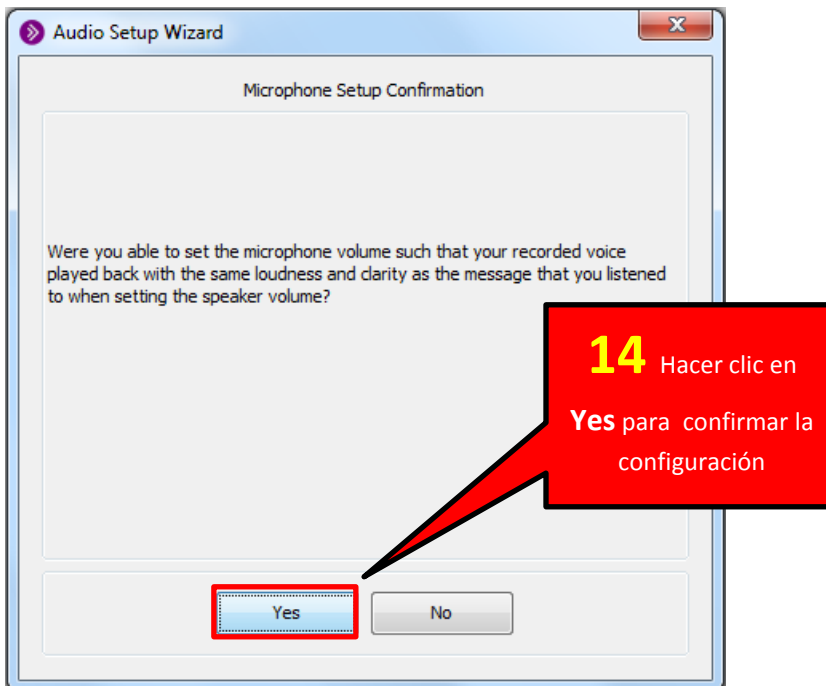 Audio Setup Wizard
Microphone Setup Confirmation
Were you able to set the microphone volume such that your recorded voice
played back with the same loudness and clarity as the message that you listened
to when setting the speaker volume?
14 Hacer clic en
Yes para confirmar la
configuración
Yes No